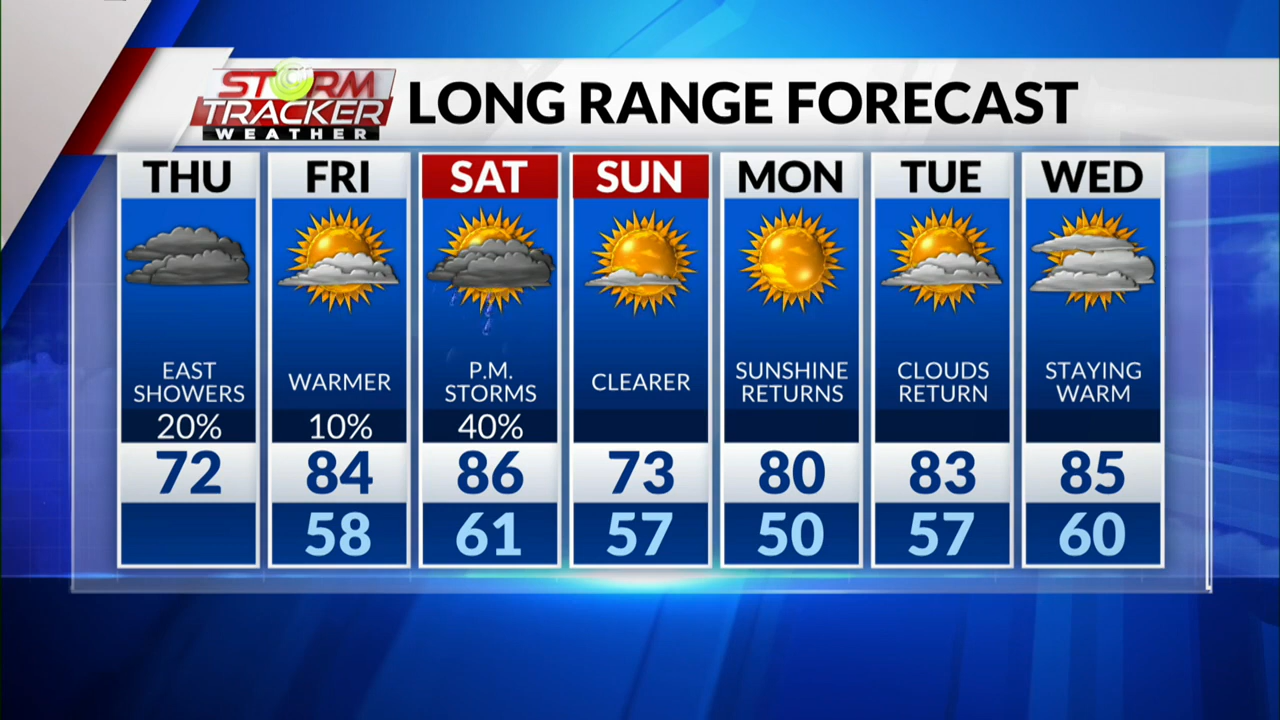 STORM
TRACKER
WEATHER
LONG RANGE FORECAST
THU
EAST
SHOWERS
20%
72
FRI
WARMER
10%
84
58
SAT
P.M.
STORMS
40%
86
61
SUN
CLEARER
73
57
MON
SUNSHINE
RETURNS
80
50
TUE
CLOUDS
RETURN
83
57
WED
STAYING
WARM
85
60